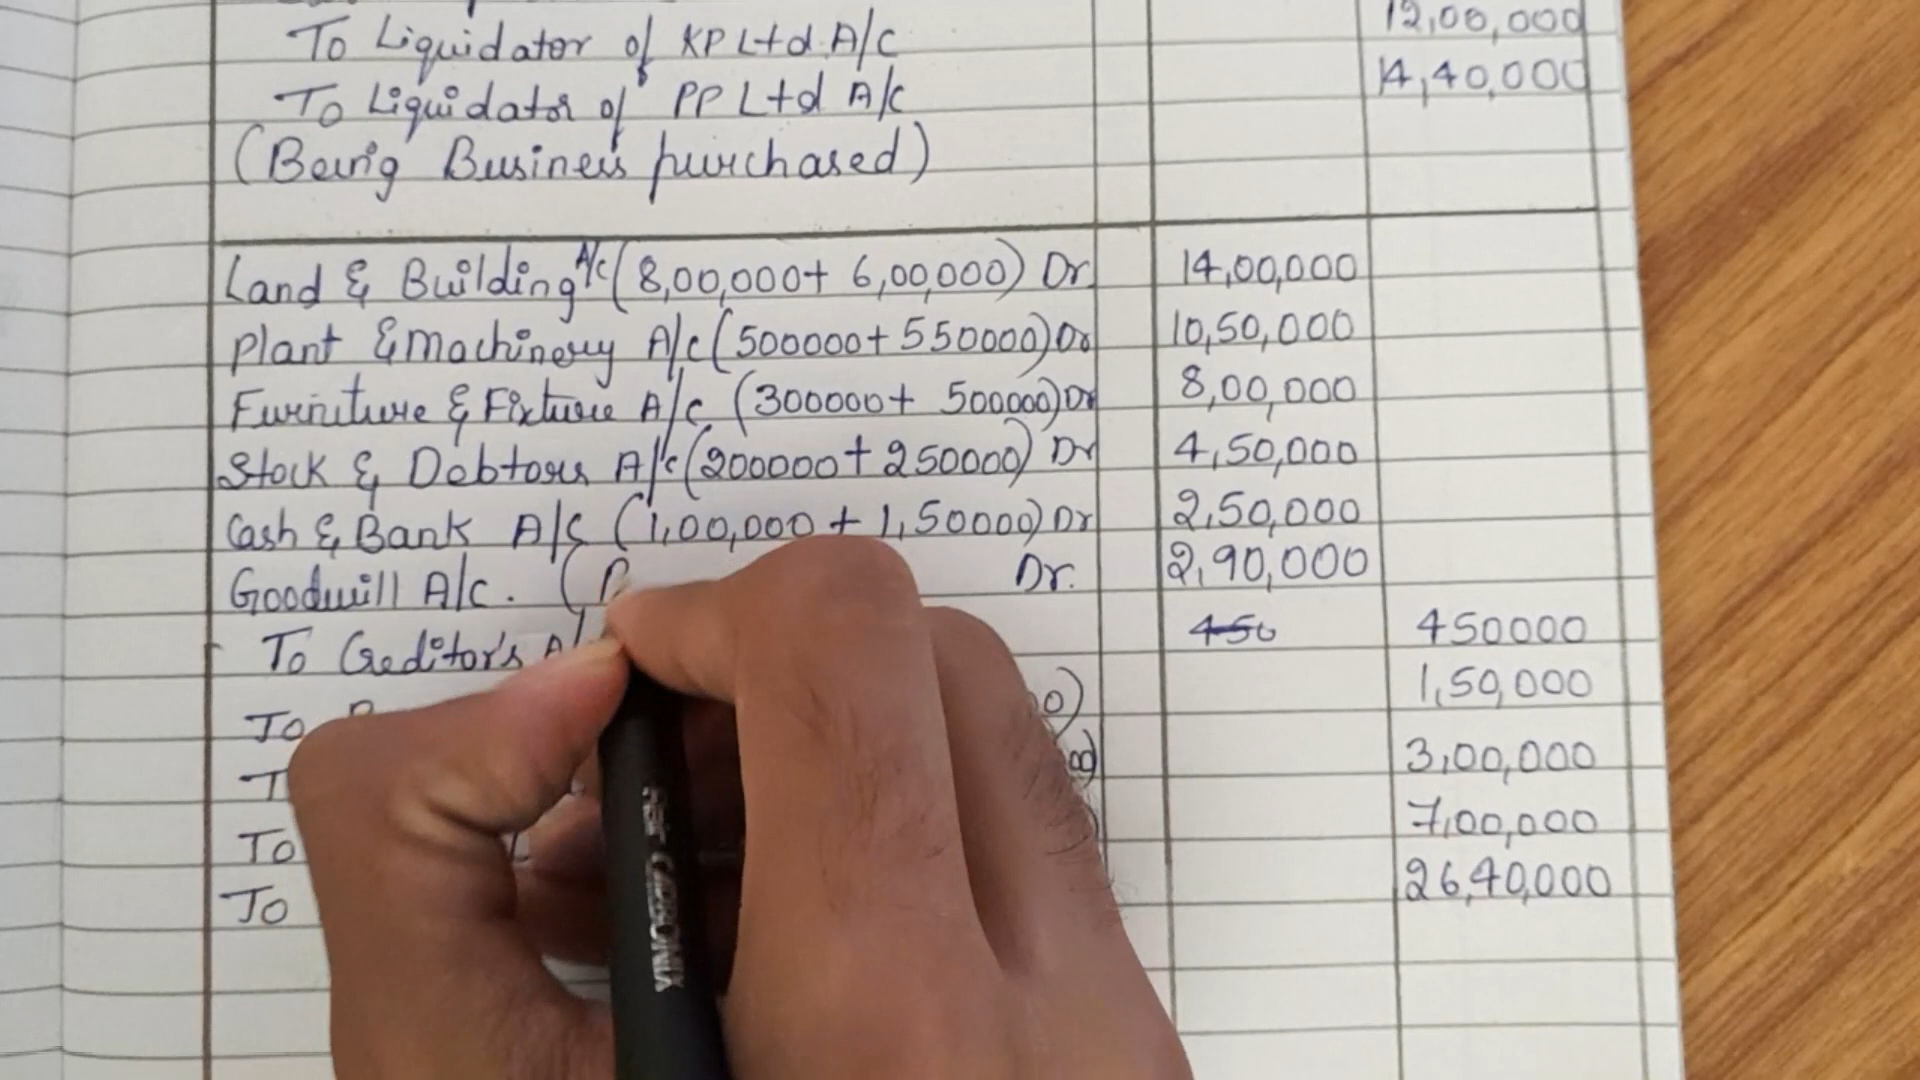 12,00,000
To Liquidator of KP Ltd A/c
14,40,000
To Liquidator of PP Ltd A/c
(Being Business purchased)
Land & Building A/c (8,00,000+ 6,00,000) Dr 14,00,000
Plant & Machinery A/c (500000+ 550000) Dr 10,50,000
Furniture & Fixture A/c (300000+ 500000) Dr 8,00,000
Stock & Debtors A/c (200000+ 250000) Dr 4,50,000
Cash & Bank A/c (1,00,000 + 1,50000) Dr 2,50,000
Goodwill A/c. ( Dr. 2,90,000
To Creditor's 450 450000
To 1,50,000
3,00,000
To 7,00,000
To 26,40,000